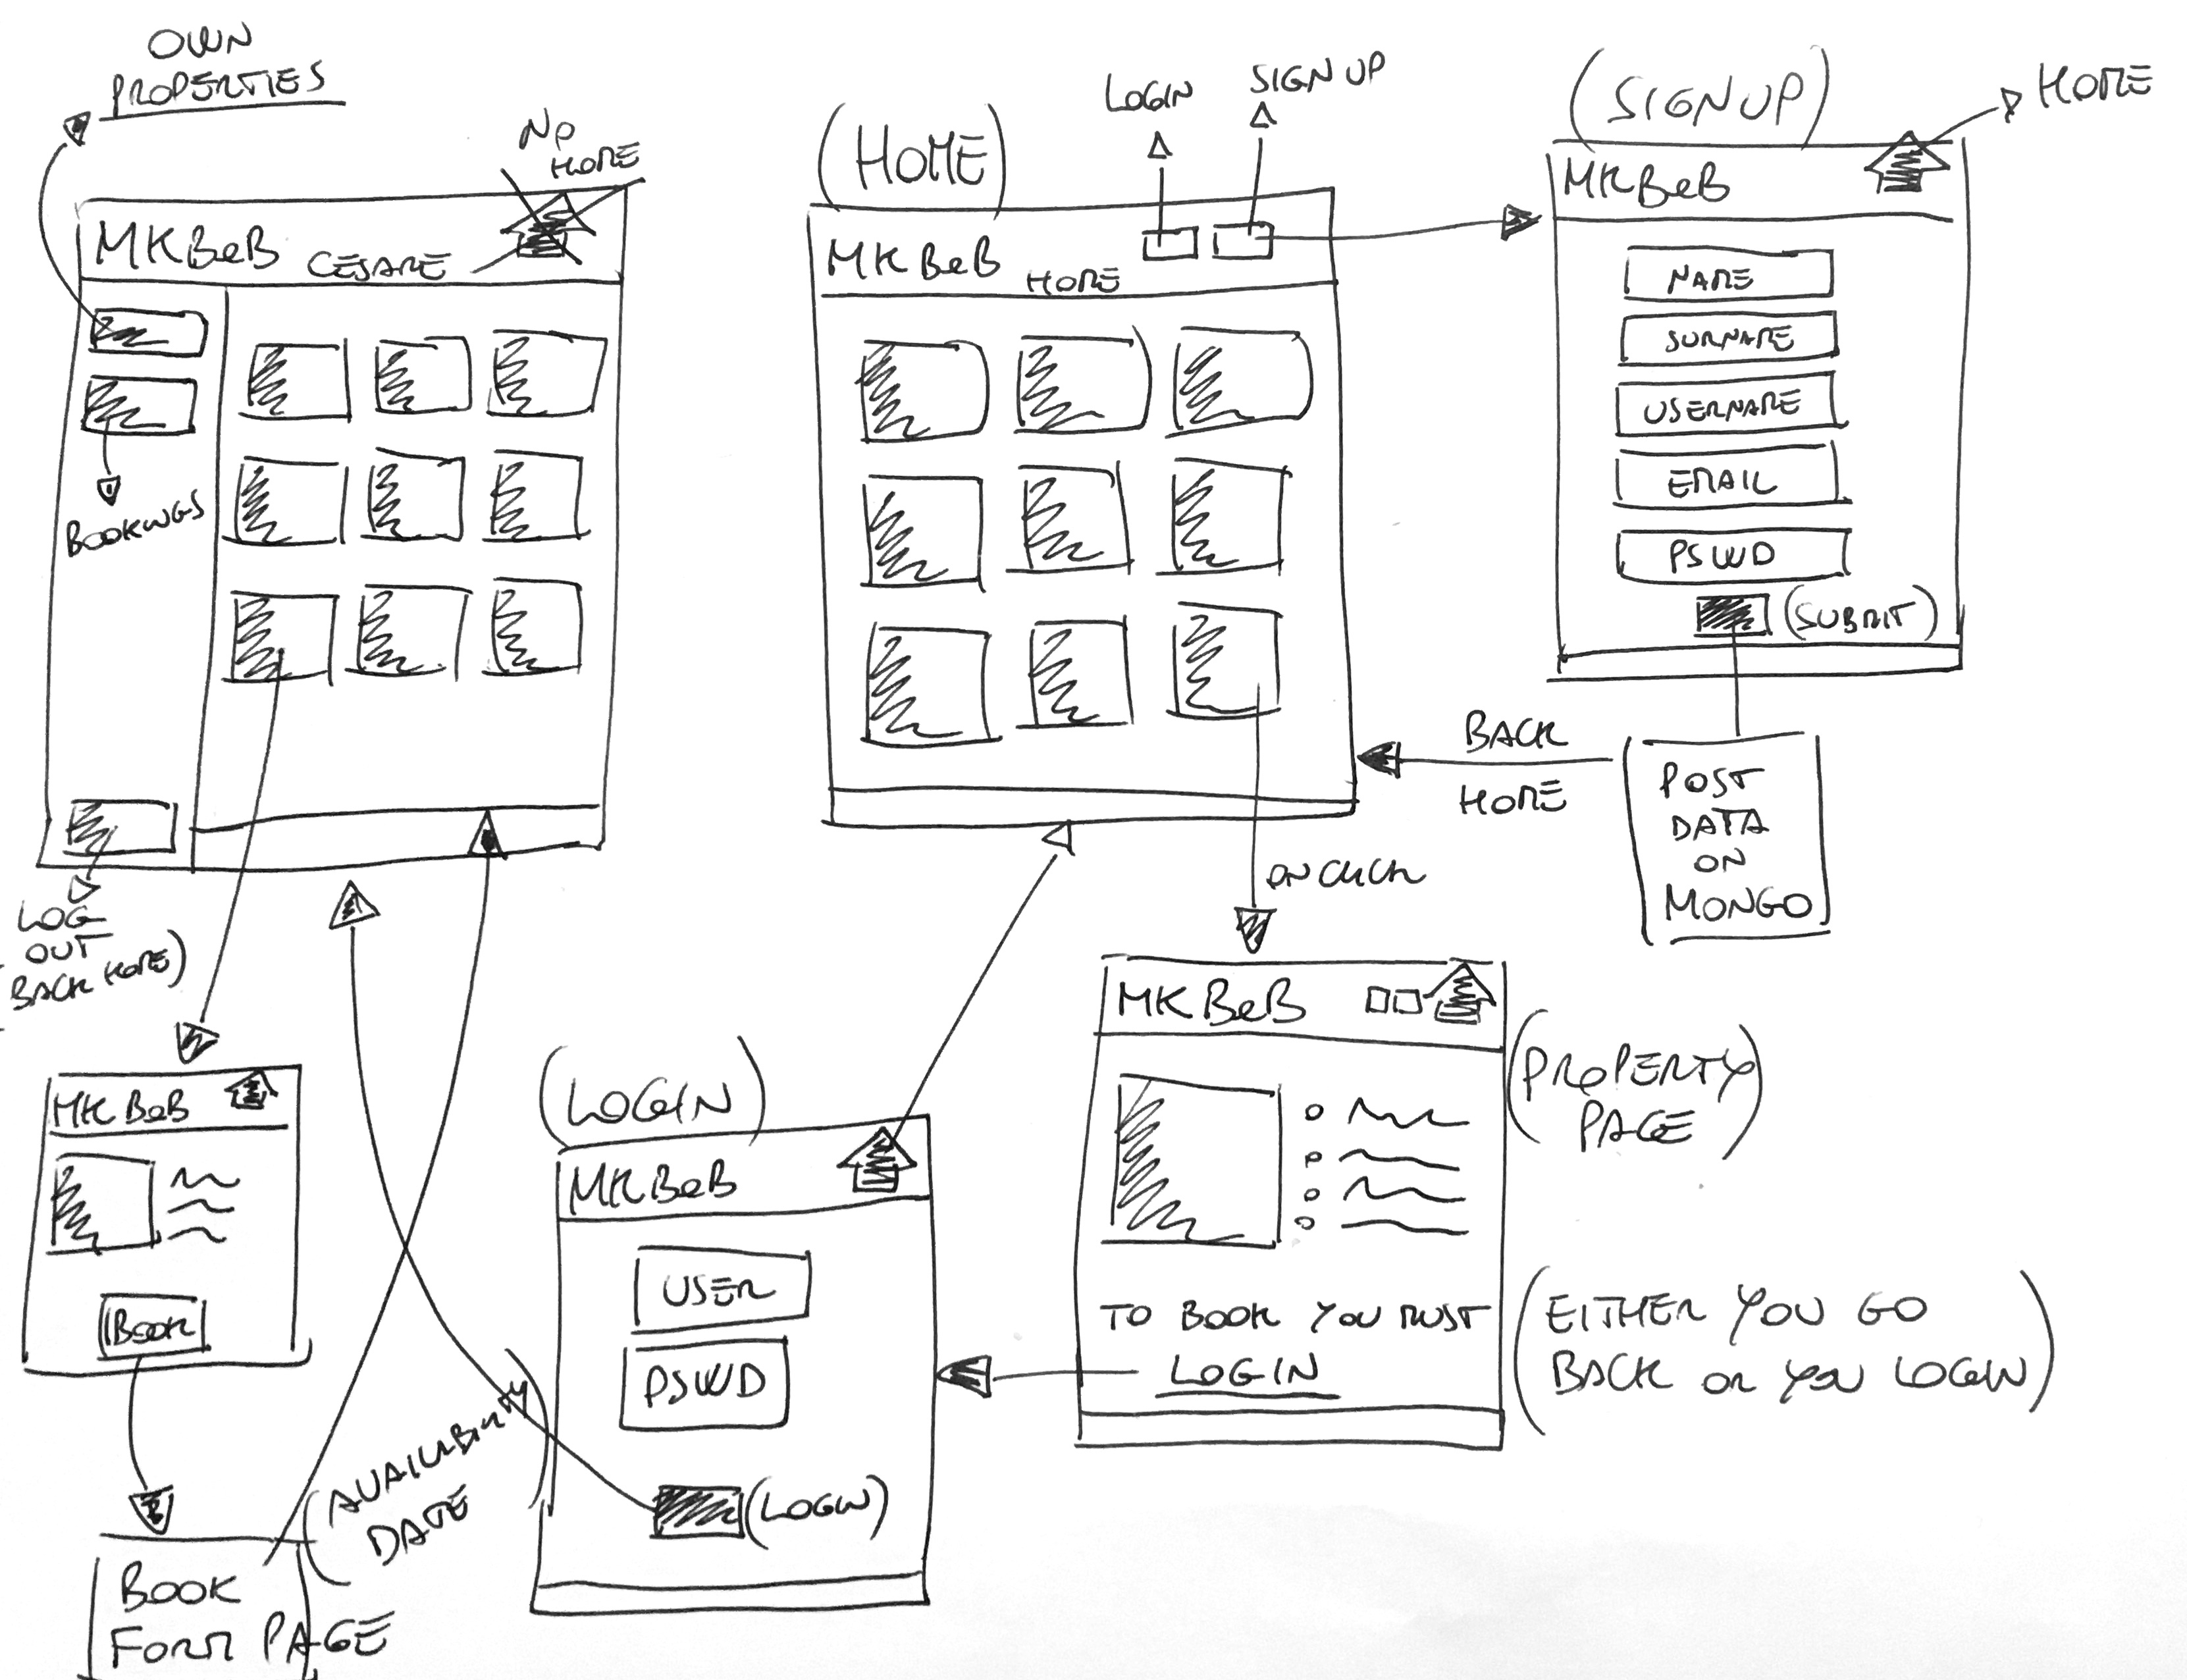 OWN
PROPERTIES
NO
HOME
MKBeB CESARE
BOOKINGS
LOG
OUT
BACK HOME)
MKBeB
BOOK
BOOK
FORM PAGE
(AVAILABILITY
DATE)
(HOME)
LOGIN
SIGN UP
MKBeB HOME
ON CLICK
(SIGN UP)
HOME
MKBeB
NAME
SURNAME
USERNAME
EMAIL
PSWD
(SUBMIT)
BACK
HOME
POST
DATA
ON
MONGO
MKBeB
(PROPERTY
PAGE)
TO BOOK YOU MUST
LOGIN
(EITHER YOU GO
BACK OR YOU LOGIN)
(LOGIN)
MKBeB
USER
PSWD
(LOGIN)